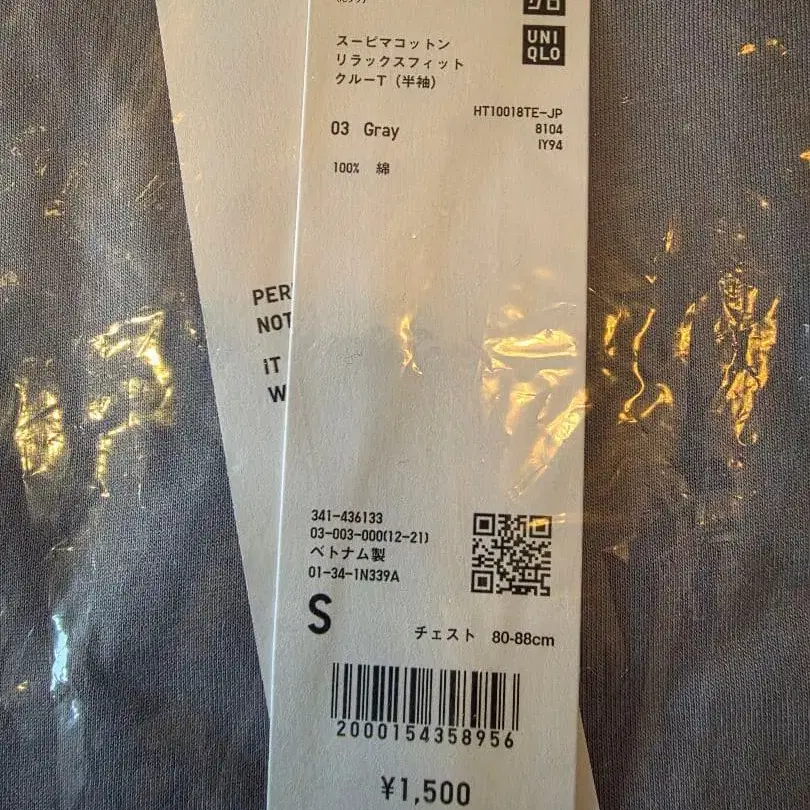 UNI
QLO
スーピマコットン
リラックスフィット
クルーT(半袖)
HT10018TE-JP
03 Gray
8104
IY94
100% 綿
PER
NOT
iT
W
341-436133
03-003-000(12-21)
ベトナム製
01-34-1N339A
S
チェスト 80-88cm
2000154358956
¥1,500